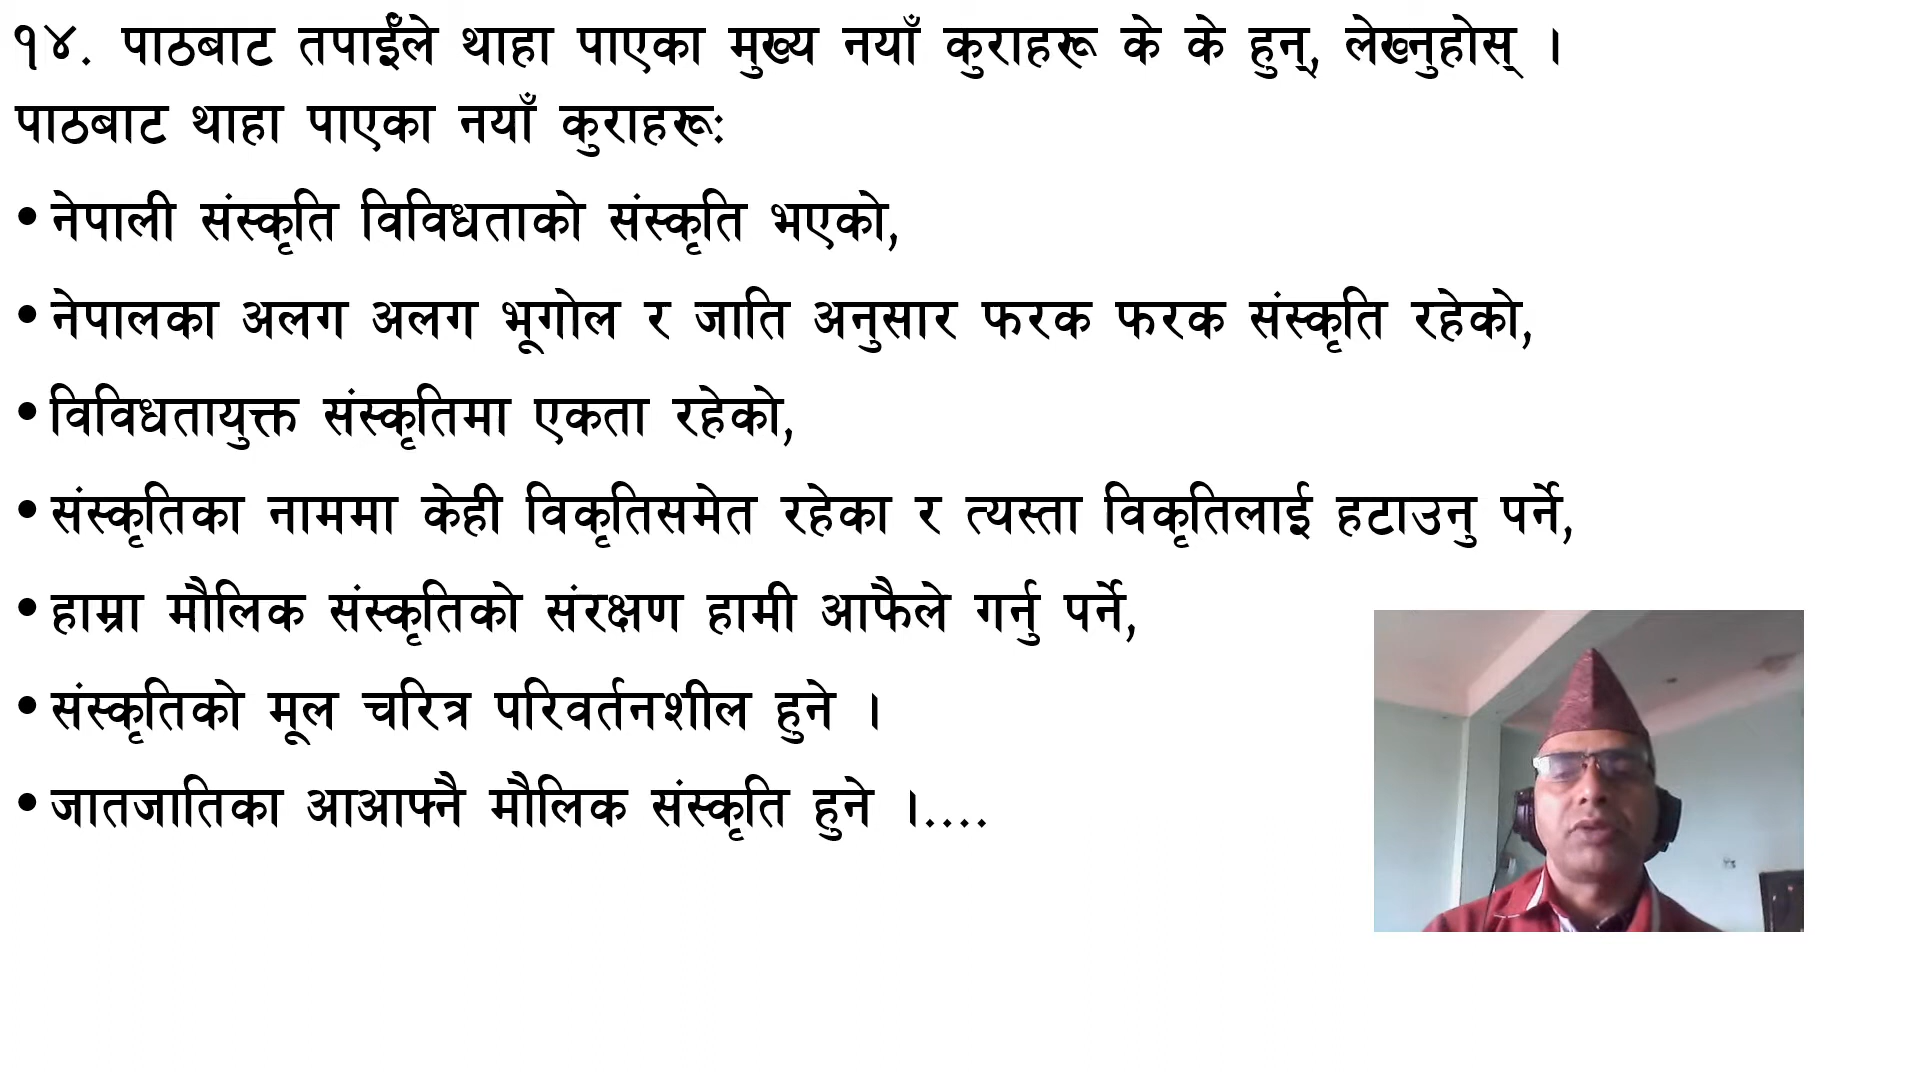 १४. पाठबाट तपाईँले थाहा पाएका मुख्य नयाँ कुराहरू के के हुन्, लेख्नुहोस् ।
पाठबाट थाहा पाएका नयाँ कुराहरूः
• नेपाली संस्कृति विविधताको संस्कृति भएको,
• नेपालका अलग अलग भूगोल र जाति अनुसार फरक फरक संस्कृति रहेको,
• विविधतायुक्त संस्कृतिमा एकता रहेको,
• संस्कृतिका नाममा केही विकृतिसमेत रहेका र त्यस्ता विकृतिलाई हटाउनु पर्ने,
• हाम्रा मौलिक संस्कृतिको संरक्षण हामी आफैले गर्नु पर्ने,
• संस्कृतिको मूल चरित्र परिवर्तनशील हुने ।
• जातजातिका आआफ्नै मौलिक संस्कृति हुने ।....